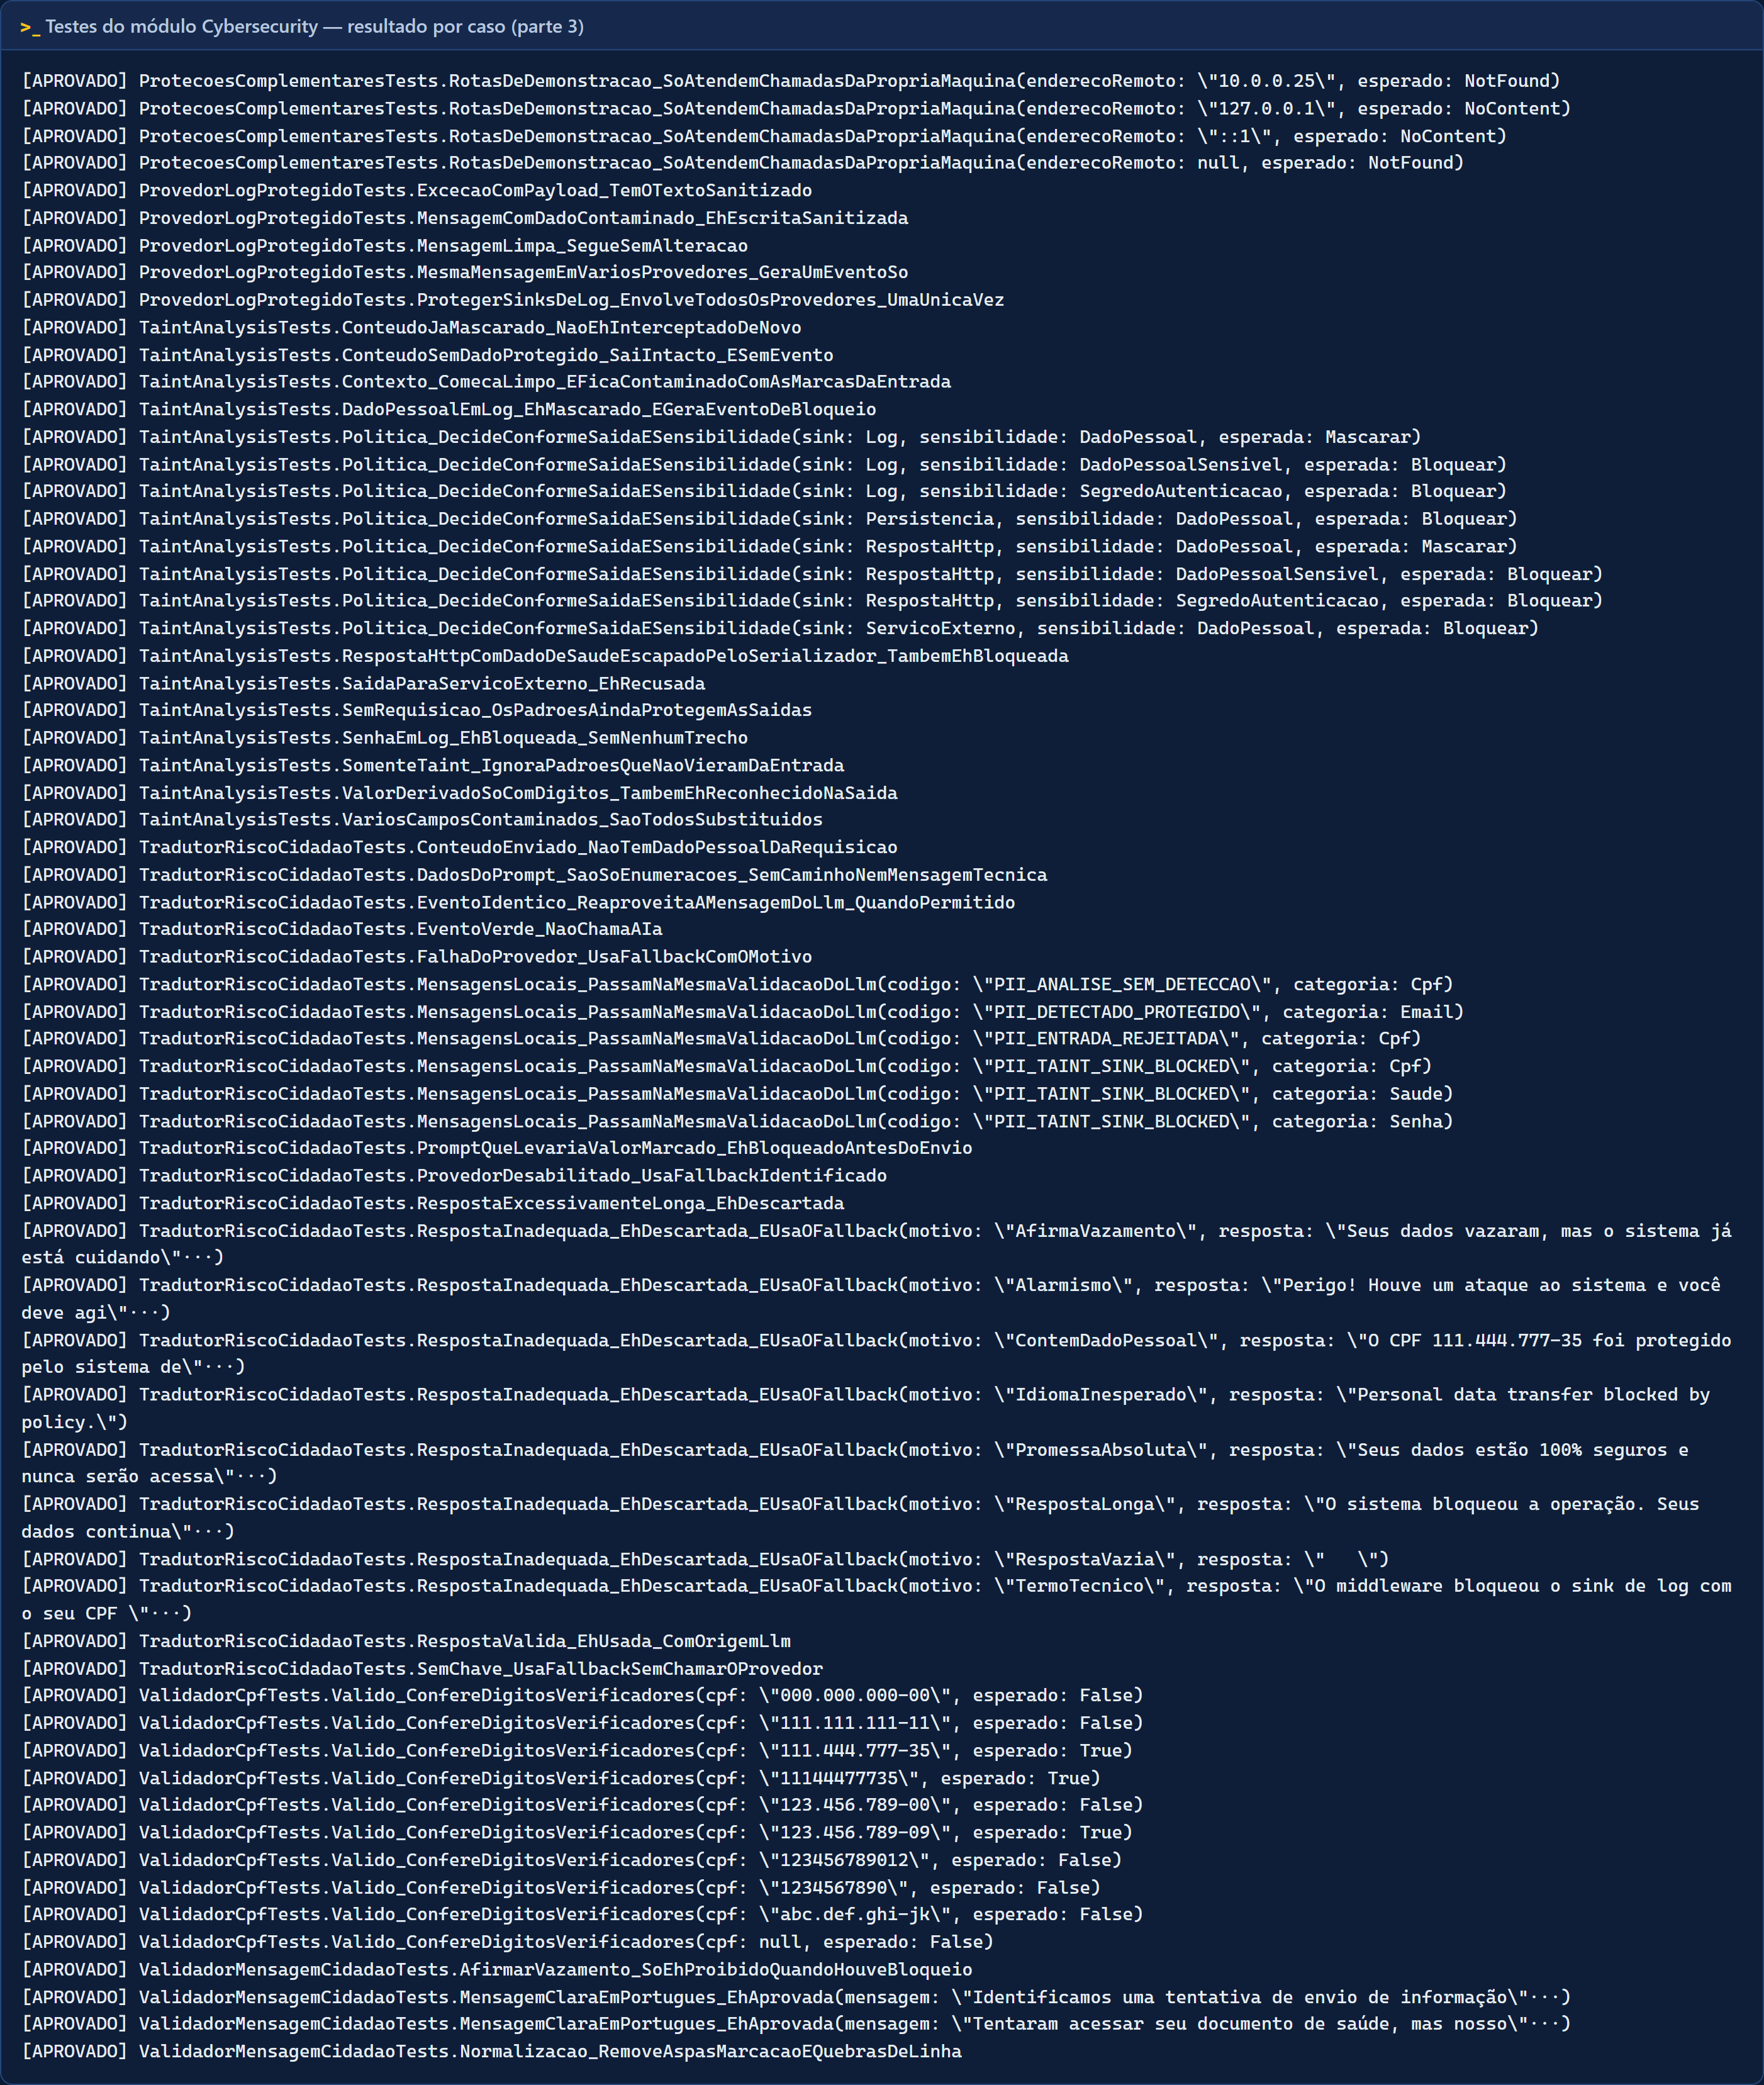 >_ Testes do módulo Cybersecurity — resultado por caso (parte 3)
[APROVADO] ProtecoesComplementaresTests.RotasDeDemonstracao_SoAtendemChamadasDaPropriaMaquina(enderecoRemoto: \"10.0.0.25\", esperado: NotFound)
[APROVADO] ProtecoesComplementaresTests.RotasDeDemonstracao_SoAtendemChamadasDaPropriaMaquina(enderecoRemoto: \"127.0.0.1\", esperado: NoContent)
[APROVADO] ProtecoesComplementaresTests.RotasDeDemonstracao_SoAtendemChamadasDaPropriaMaquina(enderecoRemoto: \"::1\", esperado: NoContent)
[APROVADO] ProtecoesComplementaresTests.RotasDeDemonstracao_SoAtendemChamadasDaPropriaMaquina(enderecoRemoto: null, esperado: NotFound)
[APROVADO] ProvedorLogProtegidoTests.ExcecaoComPayload_TemOTextoSanitizado
[APROVADO] ProvedorLogProtegidoTests.MensagemComDadoContaminado_EhEscritaSanitizada
[APROVADO] ProvedorLogProtegidoTests.MensagemLimpa_SegueSemAlteracao
[APROVADO] ProvedorLogProtegidoTests.MesmaMensagemEmVariosProvedores_GeraUmEventoSo
[APROVADO] ProvedorLogProtegidoTests.ProtegerSinksDeLog_EnvolveTodosOsProvedores_UmaUnicaVez
[APROVADO] TaintAnalysisTests.ConteudoJaMascarado_NaoEhInterceptadoDeNovo
[APROVADO] TaintAnalysisTests.ConteudoSemDadoProtegido_SaiIntacto_ESemEvento
[APROVADO] TaintAnalysisTests.Contexto_ComecaLimpo_EFicaContaminadoComAsMarcasDaEntrada
[APROVADO] TaintAnalysisTests.DadoPessoalEmLog_EhMascarado_EGeraEventoDeBloqueio
[APROVADO] TaintAnalysisTests.Politica_DecideConformeSaidaESensibilidade(sink: Log, sensibilidade: DadoPessoal, esperada: Mascarar)
[APROVADO] TaintAnalysisTests.Politica_DecideConformeSaidaESensibilidade(sink: Log, sensibilidade: DadoPessoalSensivel, esperada: Bloquear)
[APROVADO] TaintAnalysisTests.Politica_DecideConformeSaidaESensibilidade(sink: Log, sensibilidade: SegredoAutenticacao, esperada: Bloquear)
[APROVADO] TaintAnalysisTests.Politica_DecideConformeSaidaESensibilidade(sink: Persistencia, sensibilidade: DadoPessoal, esperada: Bloquear)
[APROVADO] TaintAnalysisTests.Politica_DecideConformeSaidaESensibilidade(sink: RespostaHttp, sensibilidade: DadoPessoal, esperada: Mascarar)
[APROVADO] TaintAnalysisTests.Politica_DecideConformeSaidaESensibilidade(sink: RespostaHttp, sensibilidade: DadoPessoalSensivel, esperada: Bloquear)
[APROVADO] TaintAnalysisTests.Politica_DecideConformeSaidaESensibilidade(sink: RespostaHttp, sensibilidade: SegredoAutenticacao, esperada: Bloquear)
[APROVADO] TaintAnalysisTests.Politica_DecideConformeSaidaESensibilidade(sink: ServicoExterno, sensibilidade: DadoPessoal, esperada: Bloquear)
[APROVADO] TaintAnalysisTests.RespostaHttpComDadoDeSaudeEscapadoPeloSerializador_TambemEhBloqueada
[APROVADO] TaintAnalysisTests.SaidaParaServicoExterno_EhRecusada
[APROVADO] TaintAnalysisTests.SemRequisicao_OsPadroesAindaProtegemAsSaidas
[APROVADO] TaintAnalysisTests.SenhaEmLog_EhBloqueada_SemNenhumTrecho
[APROVADO] TaintAnalysisTests.SomenteTaint_IgnoraPadroesQueNaoVieramDaEntrada
[APROVADO] TaintAnalysisTests.ValorDerivadoSoComDigitos_TambemEhReconhecidoNaSaida
[APROVADO] TaintAnalysisTests.VariosCamposContaminados_SaoTodosSubstituidos
[APROVADO] TradutorRiscoCidadaoTests.ConteudoEnviado_NaoTemDadoPessoalDaRequisicao
[APROVADO] TradutorRiscoCidadaoTests.DadosDoPrompt_SaoSoEnumeracoes_SemCaminhoNemMensagemTecnica
[APROVADO] TradutorRiscoCidadaoTests.EventoIdentico_ReaproveitaAMensagemDoLlm_QuandoPermitido
[APROVADO] TradutorRiscoCidadaoTests.EventoVerde_NaoChamaAIa
[APROVADO] TradutorRiscoCidadaoTests.FalhaDoProvedor_UsaFallbackComOMotivo
[APROVADO] TradutorRiscoCidadaoTests.MensagensLocais_PassamNaMesmaValidacaoDoLlm(codigo: \"PII_ANALISE_SEM_DETECCAO\", categoria: Cpf)
[APROVADO] TradutorRiscoCidadaoTests.MensagensLocais_PassamNaMesmaValidacaoDoLlm(codigo: \"PII_DETECTADO_PROTEGIDO\", categoria: Email)
[APROVADO] TradutorRiscoCidadaoTests.MensagensLocais_PassamNaMesmaValidacaoDoLlm(codigo: \"PII_ENTRADA_REJEITADA\", categoria: Cpf)
[APROVADO] TradutorRiscoCidadaoTests.MensagensLocais_PassamNaMesmaValidacaoDoLlm(codigo: \"PII_TAINT_SINK_BLOCKED\", categoria: Cpf)
[APROVADO] TradutorRiscoCidadaoTests.MensagensLocais_PassamNaMesmaValidacaoDoLlm(codigo: \"PII_TAINT_SINK_BLOCKED\", categoria: Saude)
[APROVADO] TradutorRiscoCidadaoTests.MensagensLocais_PassamNaMesmaValidacaoDoLlm(codigo: \"PII_TAINT_SINK_BLOCKED\", categoria: Senha)
[APROVADO] TradutorRiscoCidadaoTests.PromptQueLevariaValorMarcado_EhBloqueadoAntesDoEnvio
[APROVADO] TradutorRiscoCidadaoTests.ProvedorDesabilitado_UsaFallbackIdentificado
[APROVADO] TradutorRiscoCidadaoTests.RespostaExcessivamenteLonga_EhDescartada
[APROVADO] TradutorRiscoCidadaoTests.RespostaInadequada_EhDescartada_EUsaOFallback(motivo: \"AfirmaVazamento\", resposta: \"Seus dados vazaram, mas o sistema já
está cuidando\"···)
[APROVADO] TradutorRiscoCidadaoTests.RespostaInadequada_EhDescartada_EUsaOFallback(motivo: \"Alarmismo\", resposta: \"Perigo! Houve um ataque ao sistema e você
deve agi\"···)
[APROVADO] TradutorRiscoCidadaoTests.RespostaInadequada_EhDescartada_EUsaOFallback(motivo: \"ContemDadoPessoal\", resposta: \"O CPF 111.444.777-35 foi protegido
pelo sistema de\"···)
[APROVADO] TradutorRiscoCidadaoTests.RespostaInadequada_EhDescartada_EUsaOFallback(motivo: \"IdiomaInesperado\", resposta: \"Personal data transfer blocked by
policy.\")
[APROVADO] TradutorRiscoCidadaoTests.RespostaInadequada_EhDescartada_EUsaOFallback(motivo: \"PromessaAbsoluta\", resposta: \"Seus dados estão 100% seguros e
nunca serão acessa\"···)
[APROVADO] TradutorRiscoCidadaoTests.RespostaInadequada_EhDescartada_EUsaOFallback(motivo: \"RespostaLonga\", resposta: \"O sistema bloqueou a operação. Seus
dados continua\"···)
[APROVADO] TradutorRiscoCidadaoTests.RespostaInadequada_EhDescartada_EUsaOFallback(motivo: \"RespostaVazia\", resposta: \"   \")
[APROVADO] TradutorRiscoCidadaoTests.RespostaInadequada_EhDescartada_EUsaOFallback(motivo: \"TermoTecnico\", resposta: \"O middleware bloqueou o sink de log com
o seu CPF \"···)
[APROVADO] TradutorRiscoCidadaoTests.RespostaValida_EhUsada_ComOrigemLlm
[APROVADO] TradutorRiscoCidadaoTests.SemChave_UsaFallbackSemChamarOProvedor
[APROVADO] ValidadorCpfTests.Valido_ConfereDigitosVerificadores(cpf: \"000.000.000-00\", esperado: False)
[APROVADO] ValidadorCpfTests.Valido_ConfereDigitosVerificadores(cpf: \"111.111.111-11\", esperado: False)
[APROVADO] ValidadorCpfTests.Valido_ConfereDigitosVerificadores(cpf: \"111.444.777-35\", esperado: True)
[APROVADO] ValidadorCpfTests.Valido_ConfereDigitosVerificadores(cpf: \"11144477735\", esperado: True)
[APROVADO] ValidadorCpfTests.Valido_ConfereDigitosVerificadores(cpf: \"123.456.789-00\", esperado: False)
[APROVADO] ValidadorCpfTests.Valido_ConfereDigitosVerificadores(cpf: \"123.456.789-09\", esperado: True)
[APROVADO] ValidadorCpfTests.Valido_ConfereDigitosVerificadores(cpf: \"123456789012\", esperado: False)
[APROVADO] ValidadorCpfTests.Valido_ConfereDigitosVerificadores(cpf: \"1234567890\", esperado: False)
[APROVADO] ValidadorCpfTests.Valido_ConfereDigitosVerificadores(cpf: \"abc.def.ghi-jk\", esperado: False)
[APROVADO] ValidadorCpfTests.Valido_ConfereDigitosVerificadores(cpf: null, esperado: False)
[APROVADO] ValidadorMensagemCidadaoTests.AfirmarVazamento_SoEhProibidoQuandoHouveBloqueio
[APROVADO] ValidadorMensagemCidadaoTests.MensagemClaraEmPortugues_EhAprovada(mensagem: \"Identificamos uma tentativa de envio de informação\"···)
[APROVADO] ValidadorMensagemCidadaoTests.MensagemClaraEmPortugues_EhAprovada(mensagem: \"Tentaram acessar seu documento de saúde, mas nosso\"···)
[APROVADO] ValidadorMensagemCidadaoTests.Normalizacao_RemoveAspasMarcacaoEQuebrasDeLinha